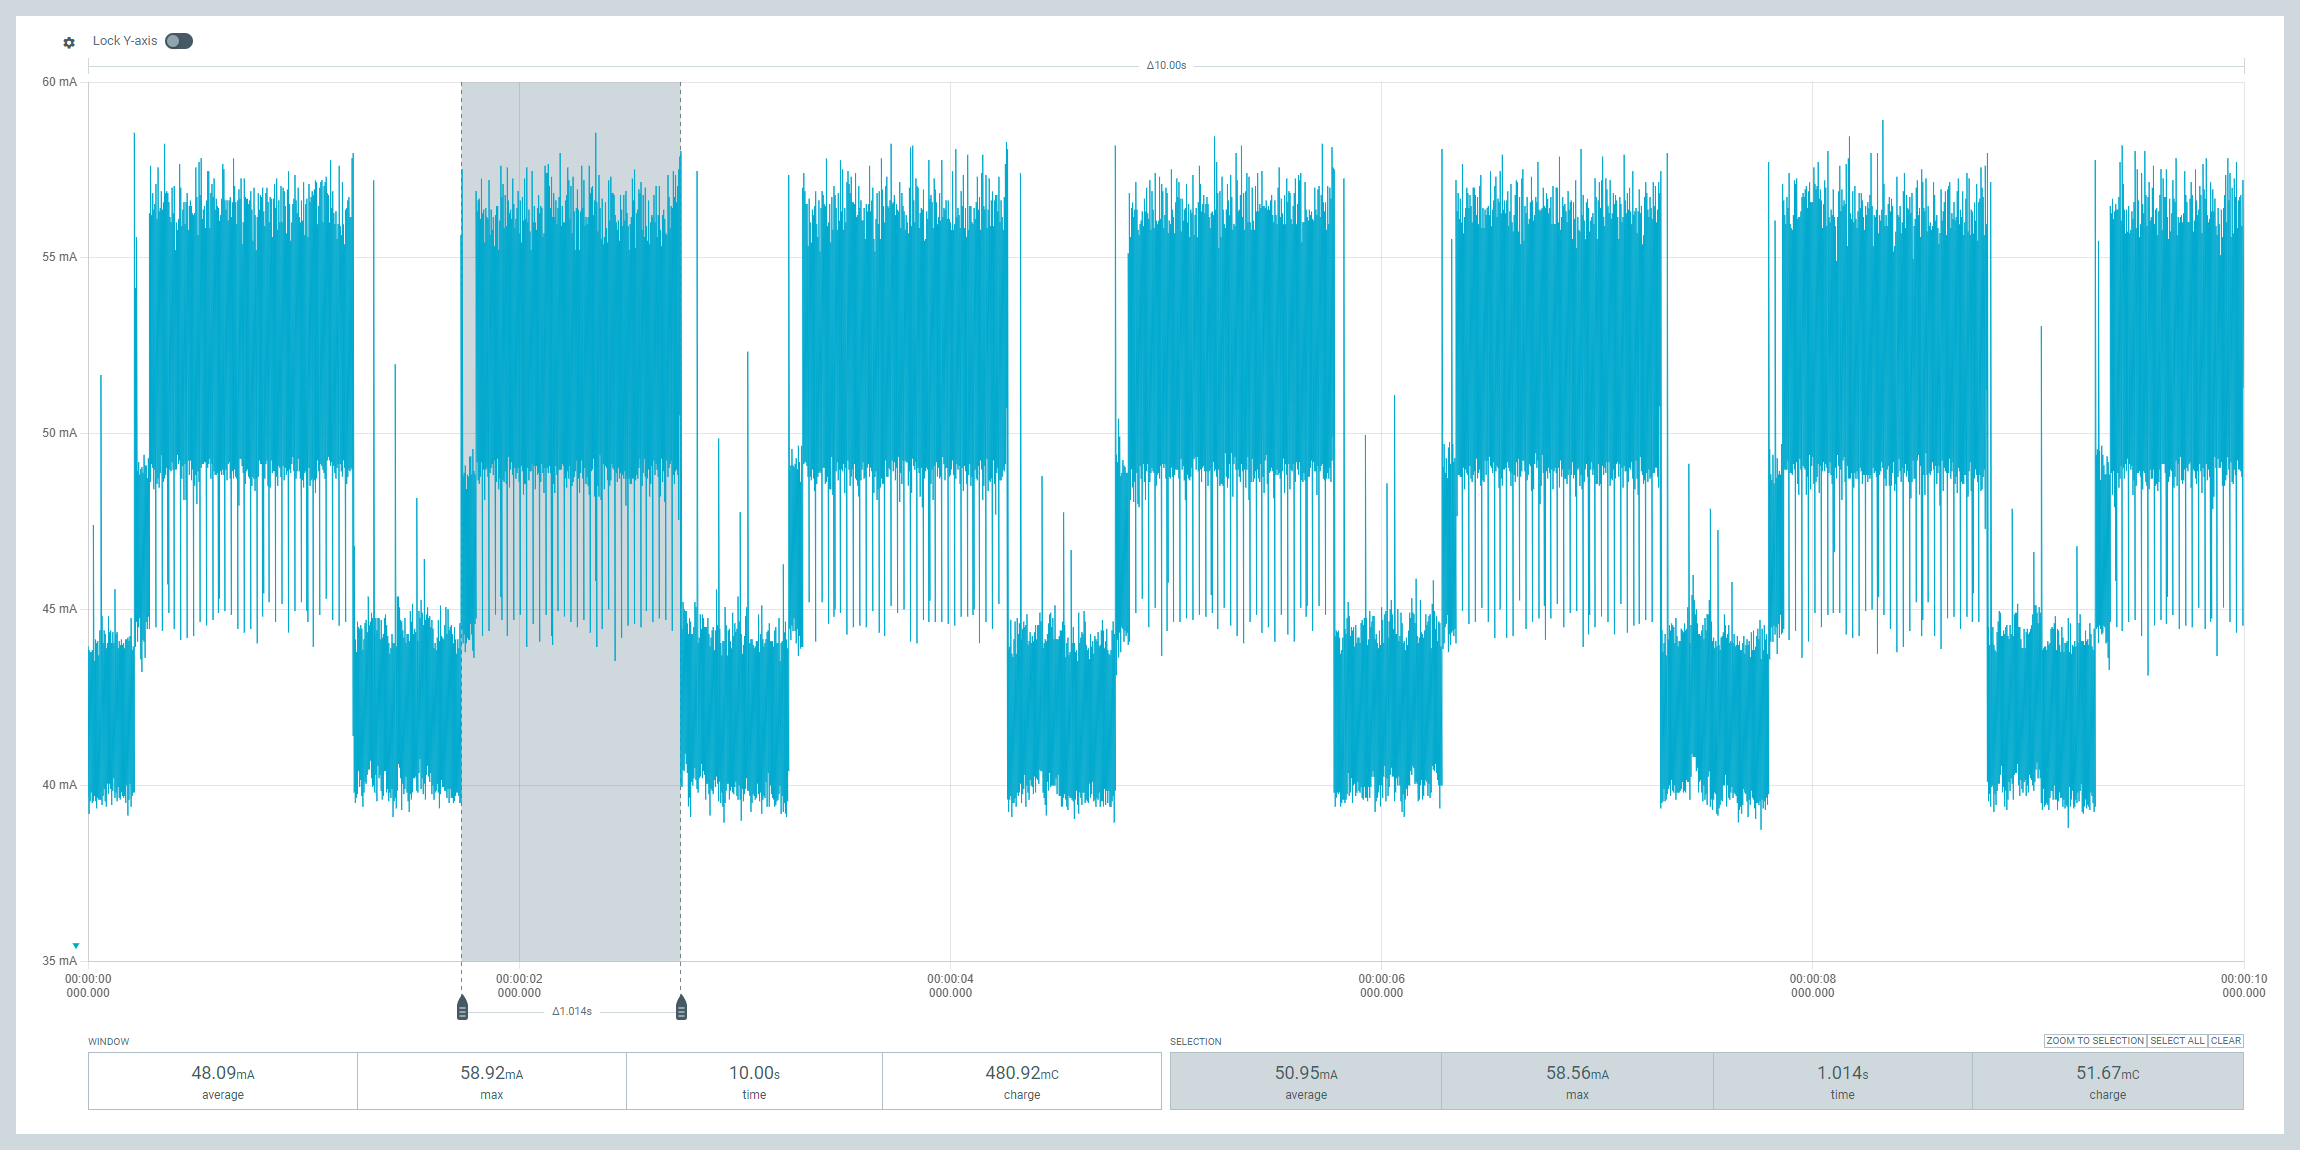 Lock Y-axis
Δ10.00s
60 mA
55 mA
50 mA
45 mA
40 mA
35 mA
00:00:00 00:00:02 00:00:04 00:00:06 00:00:08 00:00:10
000.000 000.000 000.000 000.000 000.000 000.000
Δ1.014s
WINDOW
48.09mA 58.92mA 10.00s 480.92mC
average max time charge
SELECTION ZOOM TO SELECTION SELECT ALL CLEAR
50.95mA 58.56mA 1.014s 51.67mC
average max time charge